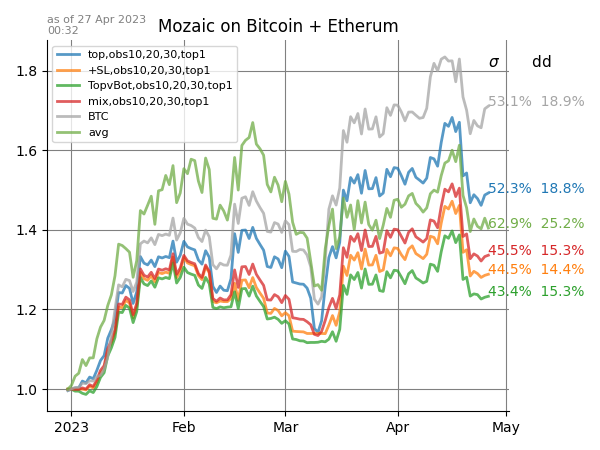 as of 27 Apr 2023
00:32
Mozaic on Bitcoin + Etherum
top,obs10,20,30,top1
+SL,obs10,20,30,top1
TopvBot,obs10,20,30,top1
mix,obs10,20,30,top1
BTC
avg
σ dd
53.1% 18.9%
52.3% 18.8%
62.9% 25.2%
45.5% 15.3%
44.5% 14.4%
43.4% 15.3%
1.8
1.6
1.4
1.2
1.0
2023 Feb Mar Apr May